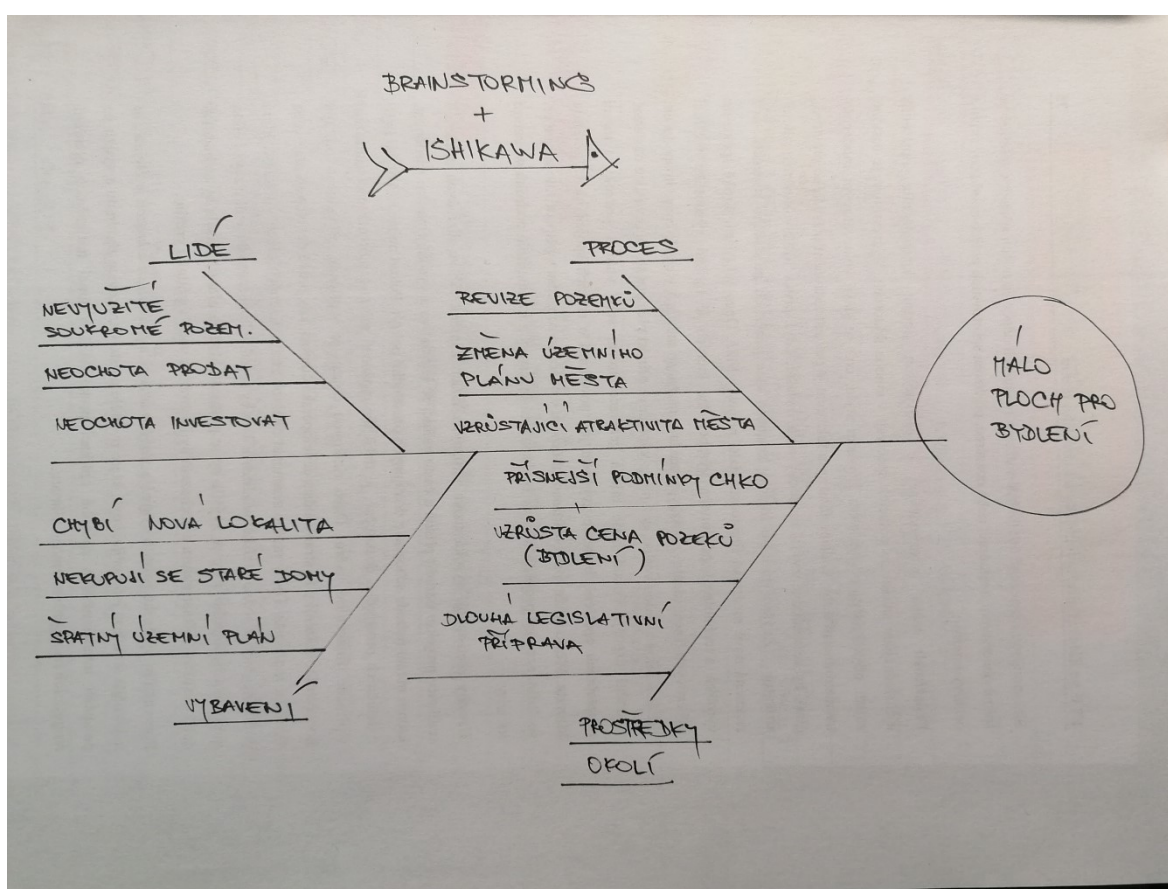 BRAINSTORMING
+
ISHIKAWA
LIDÉ
NEVYUŽITÉ
SOUKROMÉ POZEM.
NEOCHOTA PRODAT
NEOCHOTA INVESTOVAT
PROCES
REVIZE POZEMKŮ
ZMĚNA ÚZEMNÍHO
PLÁNU MĚSTA
VZRŮSTAJÍCÍ ATRAKTIVITA MĚSTA
MÁLO
PLOCH PRO
BYDLENÍ
CHYBÍ NOVÁ LOKALITA
NEKUPUJÍ SE STARÉ DOMY
ŠPATNÝ ÚZEMNÍ PLÁN
VYBAVENÍ
PŘÍSNĚJŠÍ PODMÍNKY CHKO
VZRŮSTÁ CENA POZEKŮ
(BYDLENÍ)
DLOUHÁ LEGISLATIVNÍ
PŘÍPRAVA
PROSTŘEDKY
OKOLÍ